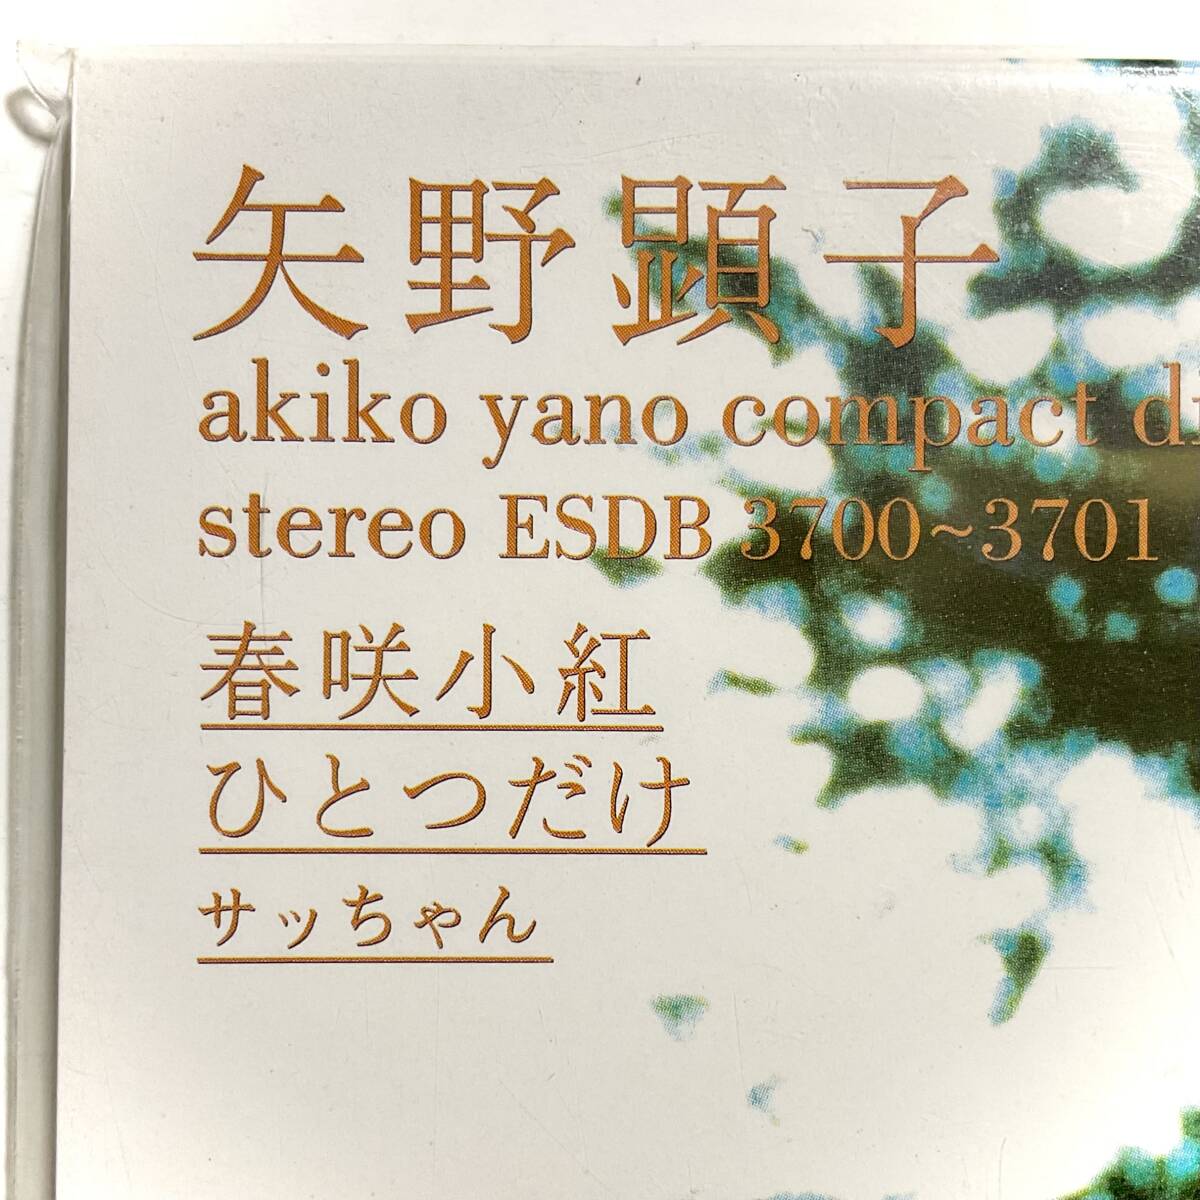 矢野顕子
akiko yano compact
stereo ESDB 3700~3701
春咲小紅
ひとつだけ
サッちゃん